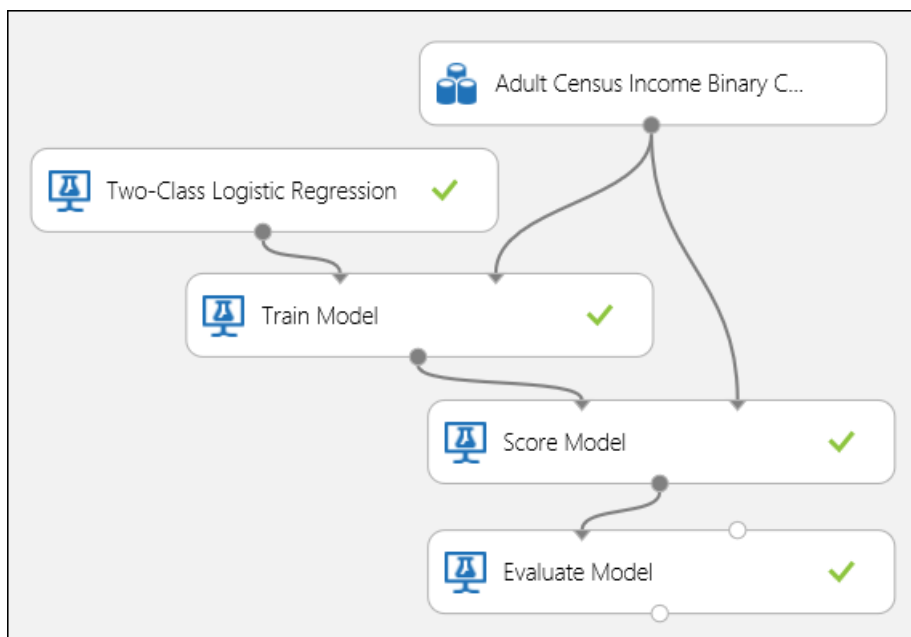 Adult Census Income Binary C...
Two-Class Logistic Regression
Train Model
Score Model
Evaluate Model